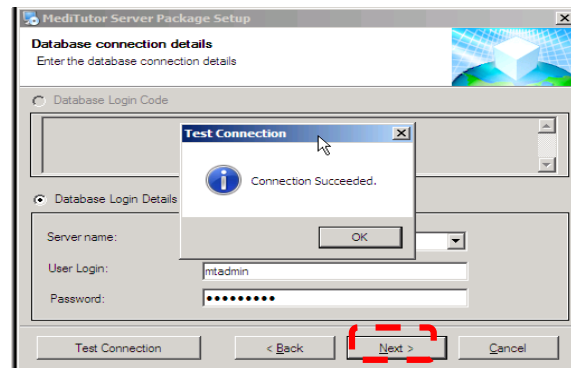 MediTutor Server Package Setup
Database connection details
Enter the database connection details
Database Login Code
Test Connection
Connection Succeeded.
OK
Database Login Details
Server name:
User Login:
mtadmin
Password:
•••••••••
Test Connection
< Back
Next >
Cancel